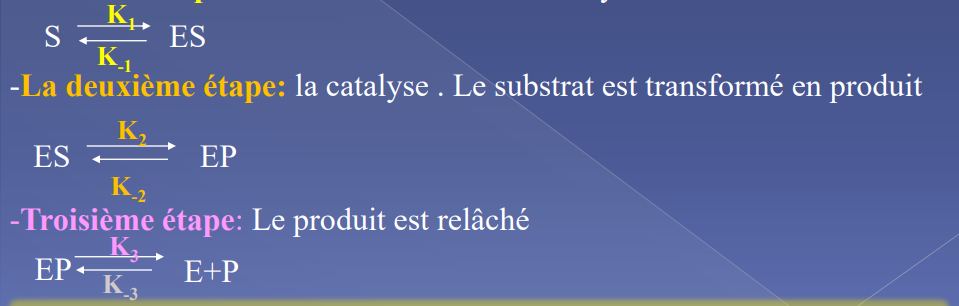 K1
S ES
K-1
-La deuxième étape: la catalyse . Le substrat est transformé en produit
K2
ES EP
K-2
-Troisième étape: Le produit est relâché
K3
EP E+P
K-3